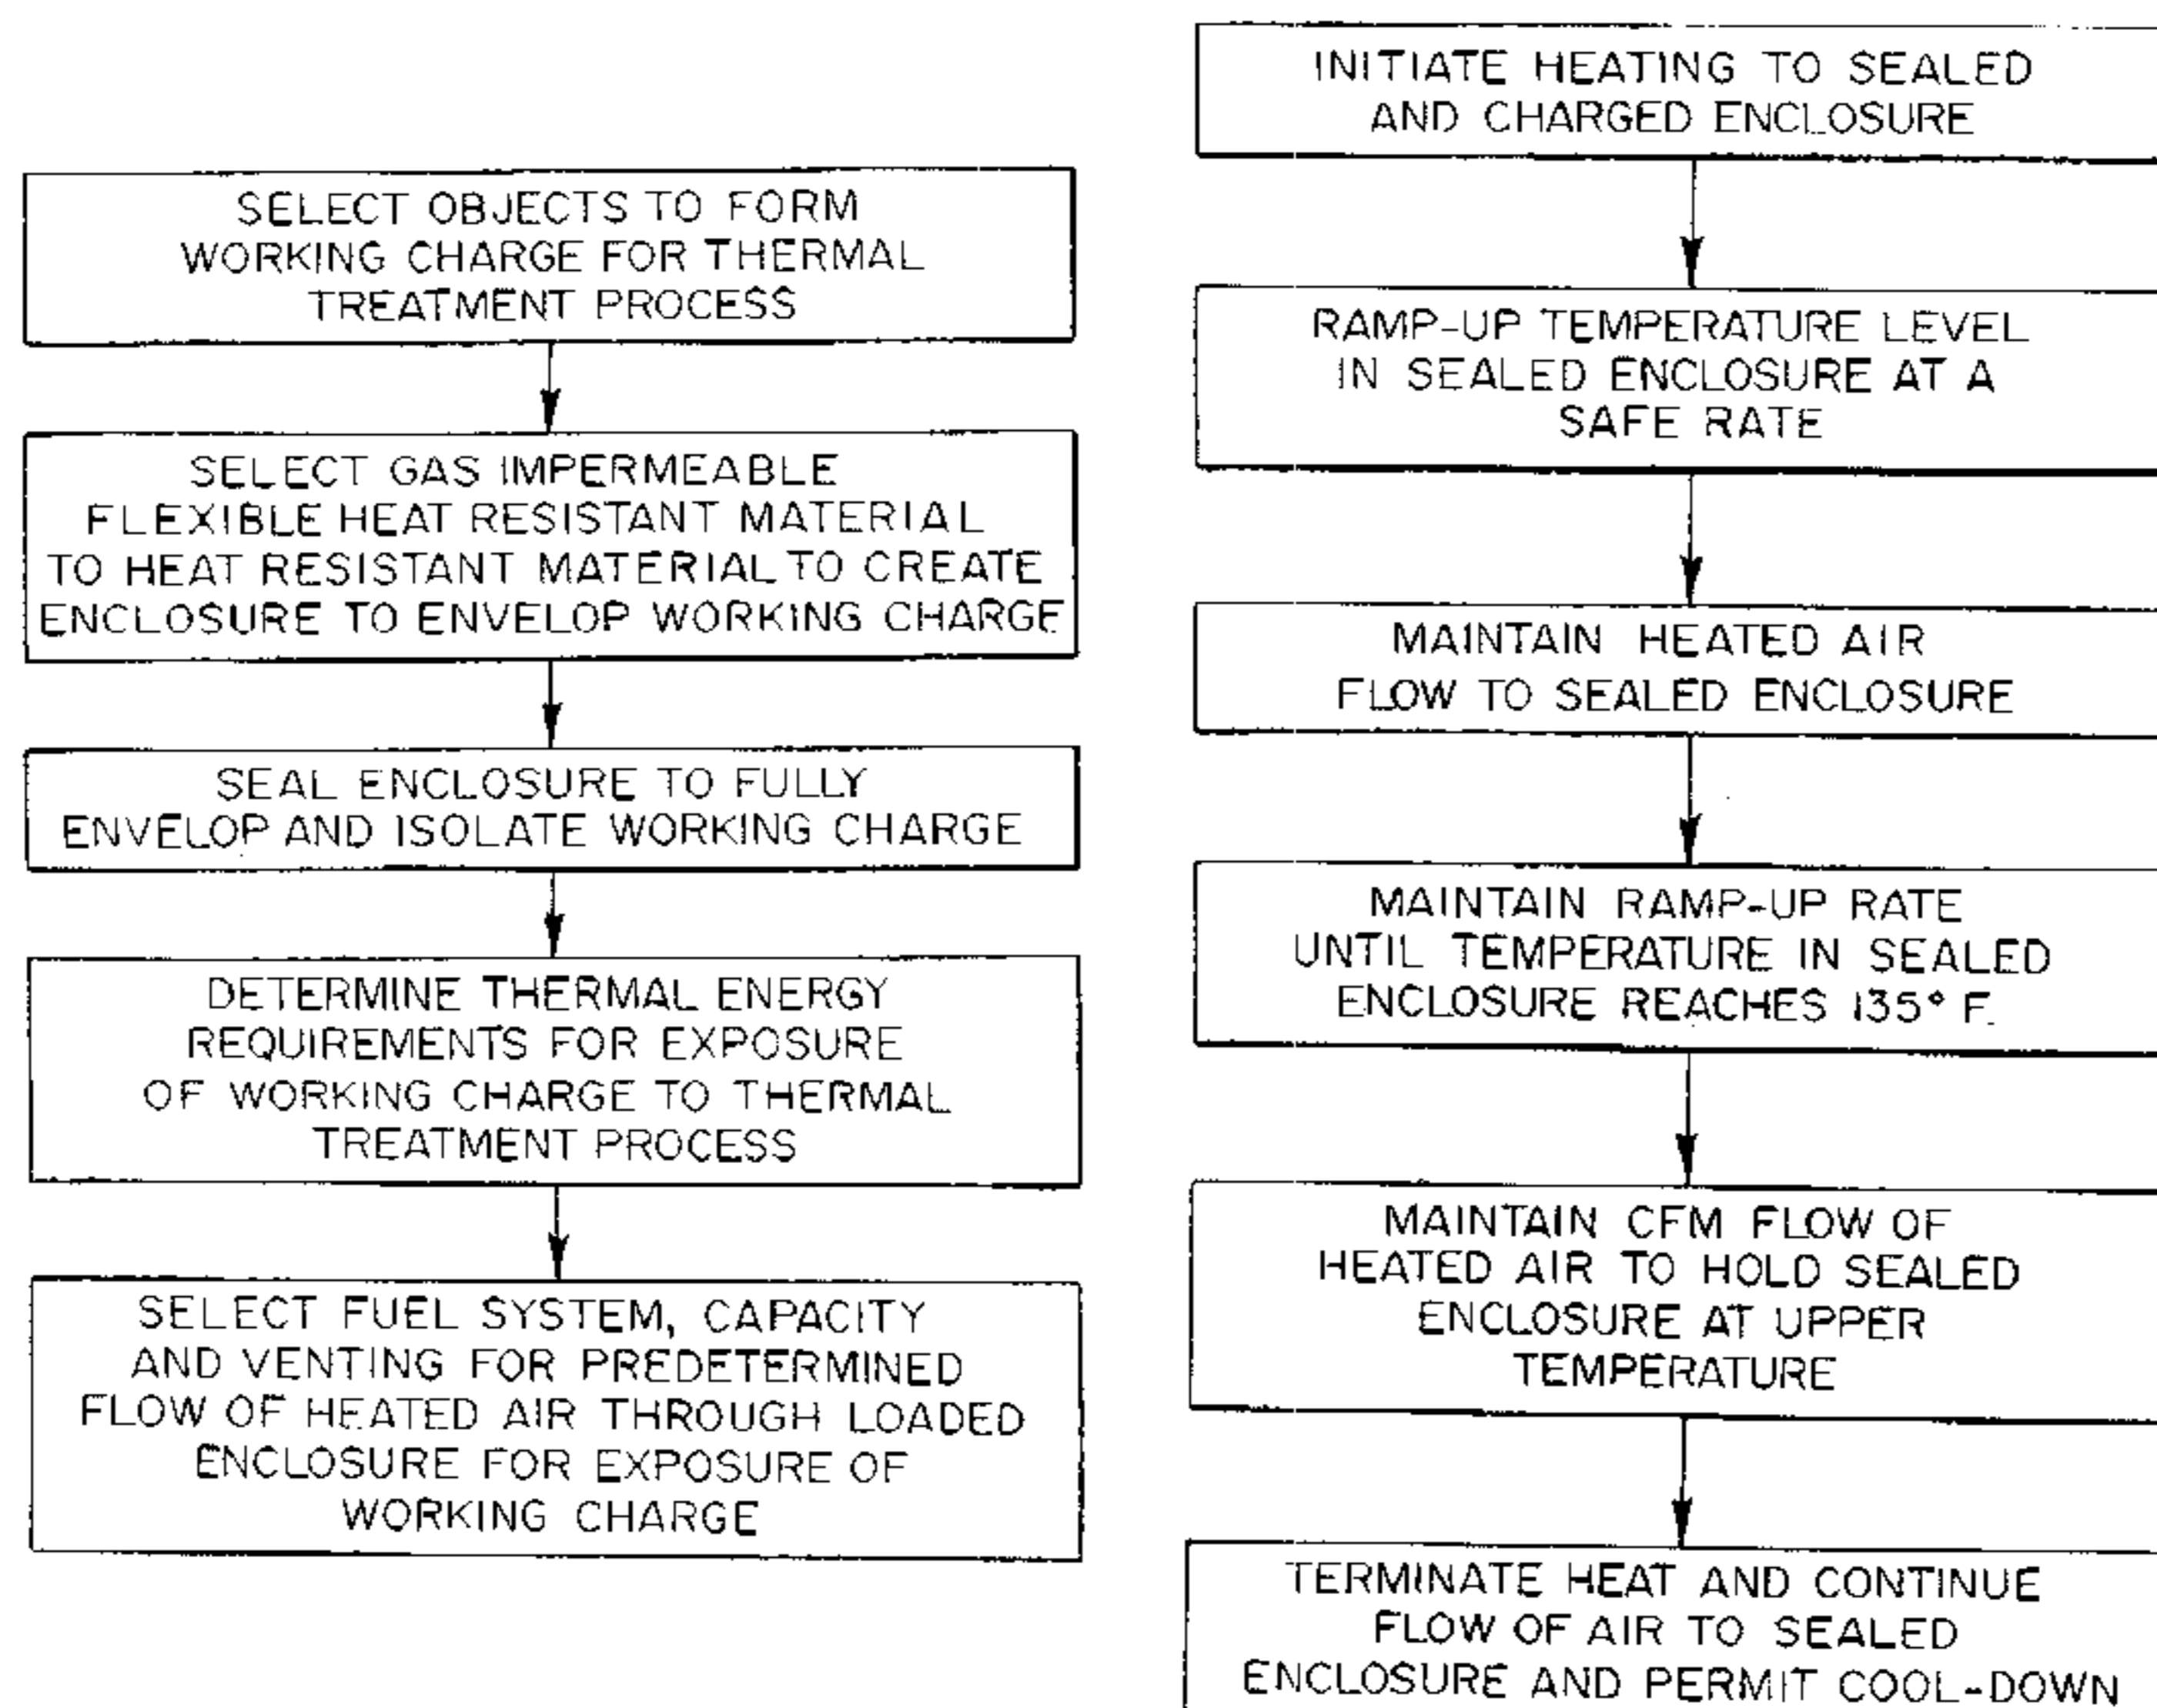 SELECT OBJECTS TO FORM
WORKING CHARGE FOR THERMAL
TREATMENT PROCESS
SELECT GAS IMPERMEABLE
FLEXIBLE HEAT RESISTANT MATERIAL
TO HEAT RESISTANT MATERIAL TO CREATE
ENCLOSURE TO ENVELOP WORKING CHARGE
SEAL ENCLOSURE TO FULLY
ENVELOP AND ISOLATE WORKING CHARGE
DETERMINE THERMAL ENERGY
REQUIREMENTS FOR EXPOSURE
OF WORKING CHARGE TO THERMAL
TREATMENT PROCESS
SELECT FUEL SYSTEM, CAPACITY
AND VENTING FOR PREDETERMINED
FLOW OF HEATED AIR THROUGH LOADED
ENCLOSURE FOR EXPOSURE OF
WORKING CHARGE
INITIATE HEATING TO SEALED
AND CHARGED ENCLOSURE
RAMP-UP TEMPERATURE LEVEL
IN SEALED ENCLOSURE AT A
SAFE RATE
MAINTAIN HEATED AIR
FLOW TO SEALED ENCLOSURE
MAINTAIN RAMP-UP RATE
UNTIL TEMPERATURE IN SEALED
ENCLOSURE REACHES 135° F.
MAINTAIN CFM FLOW OF
HEATED AIR TO HOLD SEALED
ENCLOSURE AT UPPER
TEMPERATURE
TERMINATE HEAT AND CONTINUE
FLOW OF AIR TO SEALED
ENCLOSURE AND PERMIT COOL-DOWN